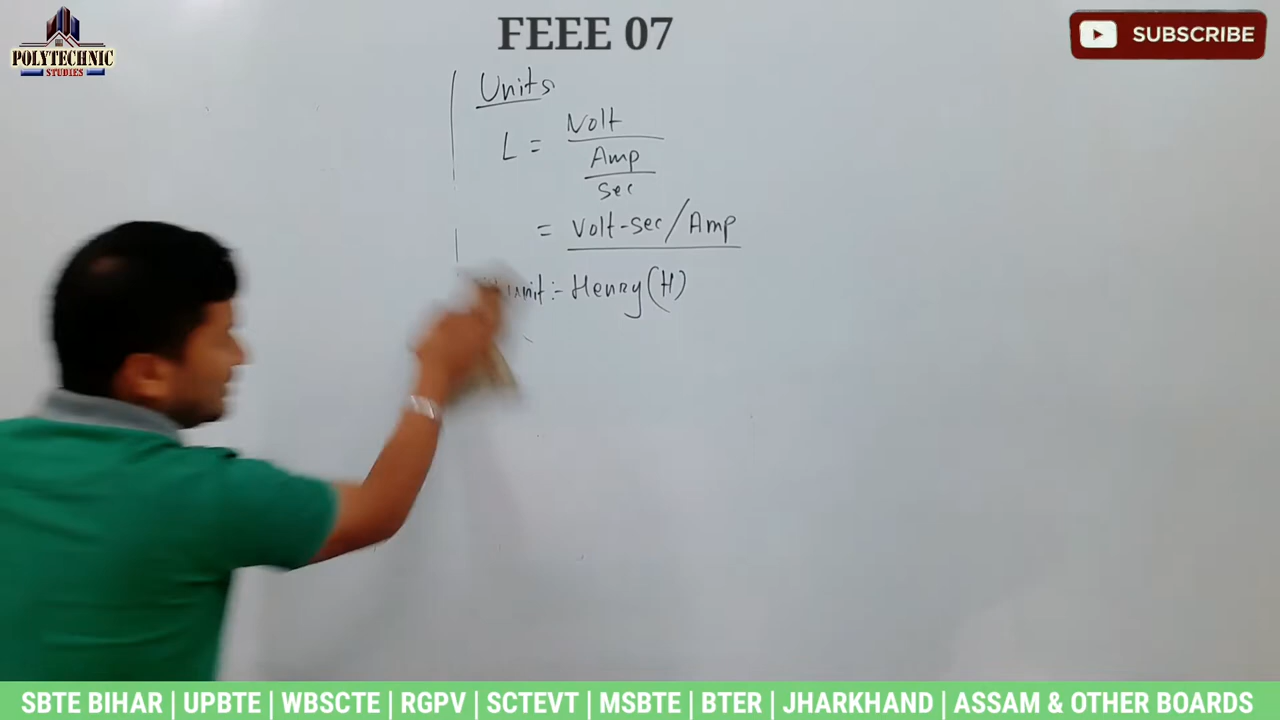 FEEE 07
POLYTECHNIC
STUDIES
SUBSCRIBE
Units
L = Volt
Amp
Sec
= Volt-sec/Amp
unit:- Henry (H)
SBTE BIHAR | UPBTE | WBSCTE | RGPV | SCTEVT | MSBTE | BTER | JHARKHAND | ASSAM & OTHER BOARDS